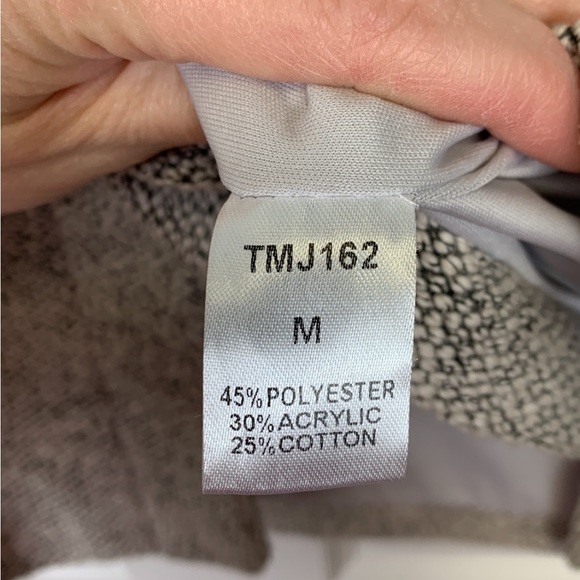 TMJ162
M
45%POLYESTER
30%ACRYLIC
25%COTTON